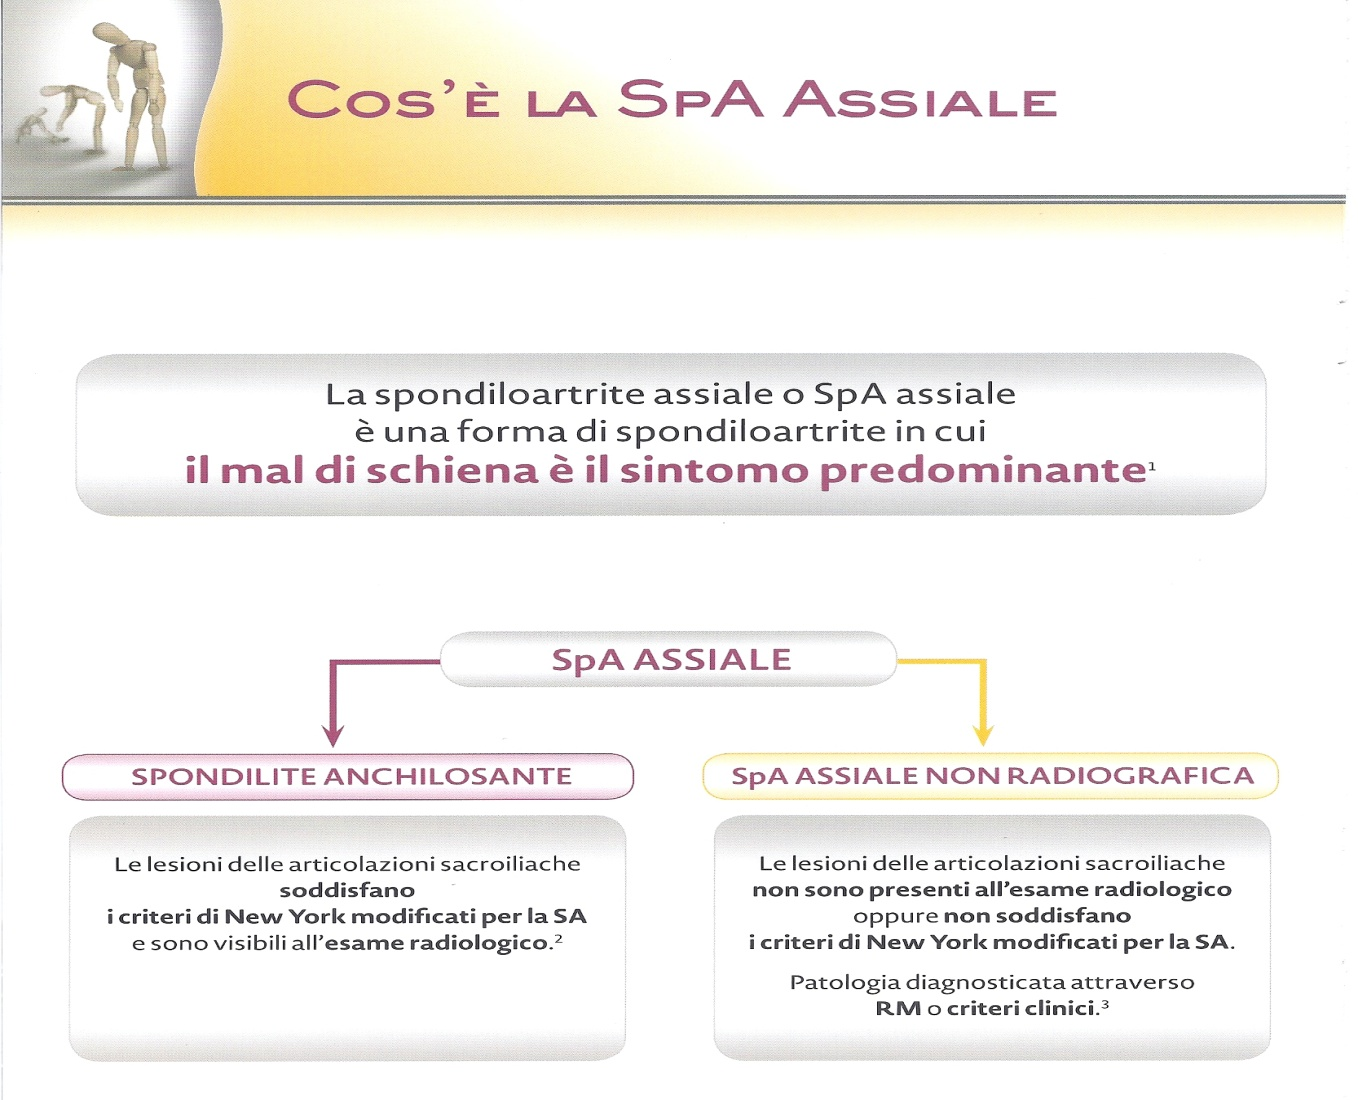 Cos'è la SpA Assiale
La spondiloartrite assiale o SpA assiale
è una forma di spondiloartrite in cui
il mal di schiena è il sintomo predominante¹
SpA ASSIALE
SPONDILITE ANCHILOSANTE
Le lesioni delle articolazioni sacroiliache
soddisfano
i criteri di New York modificati per la SA
e sono visibili all'esame radiologico.²
SpA ASSIALE NON RADIOGRAFICA
Le lesioni delle articolazioni sacroiliache
non sono presenti all'esame radiologico
oppure non soddisfano
i criteri di New York modificati per la SA.
Patologia diagnosticata attraverso
RM o criteri clinici.³